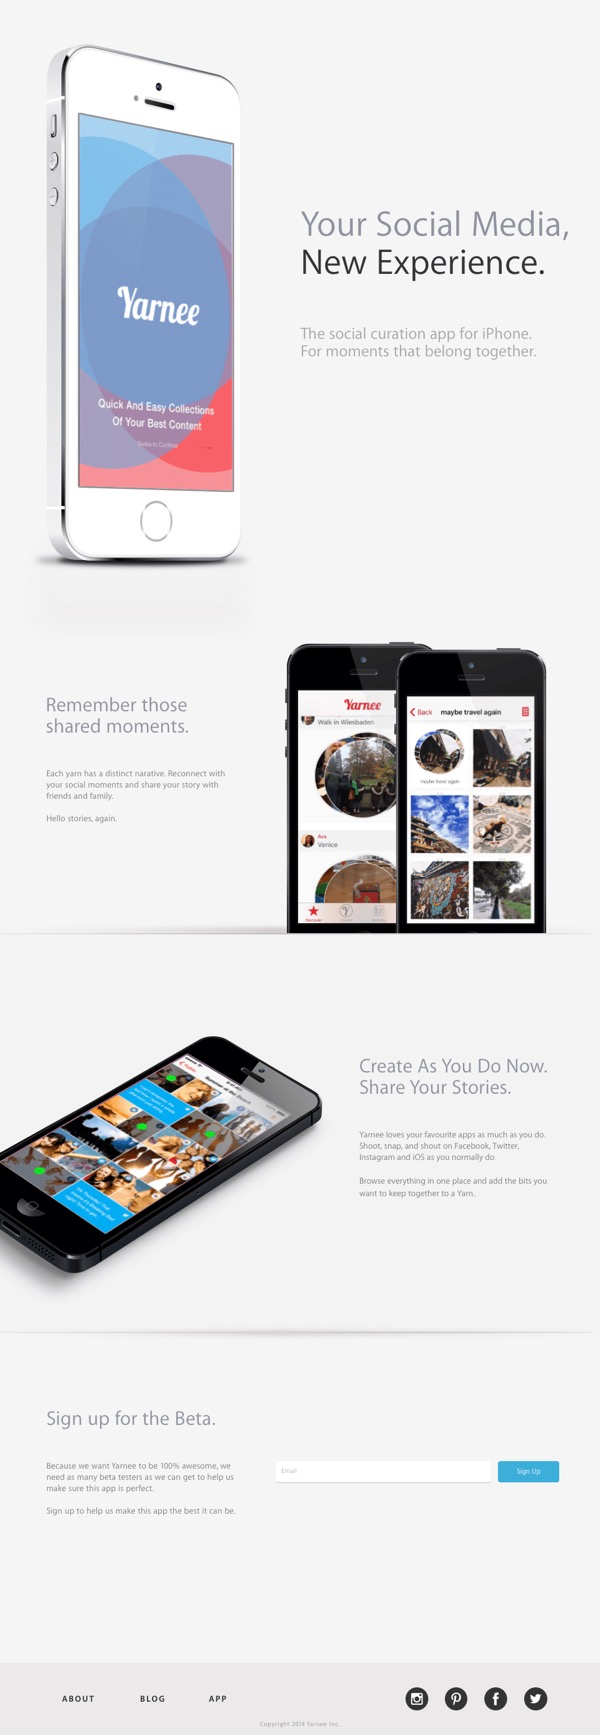 Yarnee
Quick And Easy Collections
Of Your Best Content
Swipe to Continue
Your Social Media,
New Experience.
The social curation app for iPhone.
For moments that belong together.
Remember those
shared moments.
Each yarn has a distinct narative. Reconnect with
your social moments and share your story with
friends and family.
Hello stories, again.
Yarnee
Walk in Wiesbaden
Ava
Venice
Discover
Back
maybe travel again
maybe travel again
Create As You Do Now.
Share Your Stories.
Yarnee loves your favourite apps as much as you do.
Shoot, snap, and shout on Facebook, Twitter,
Instagram and iOS as you normally do
Browse everything in one place and add the bits you
want to keep together to a Yarn.
Sign up for the Beta.
Because we want Yarnee to be 100% awesome, we
need as many beta testers as we can get to help us
make sure this app is perfect.
Sign up to help us make this app the best it can be.
Email
Sign Up
ABOUT
BLOG
APP
Copyright 2014 Yarnee Inc.